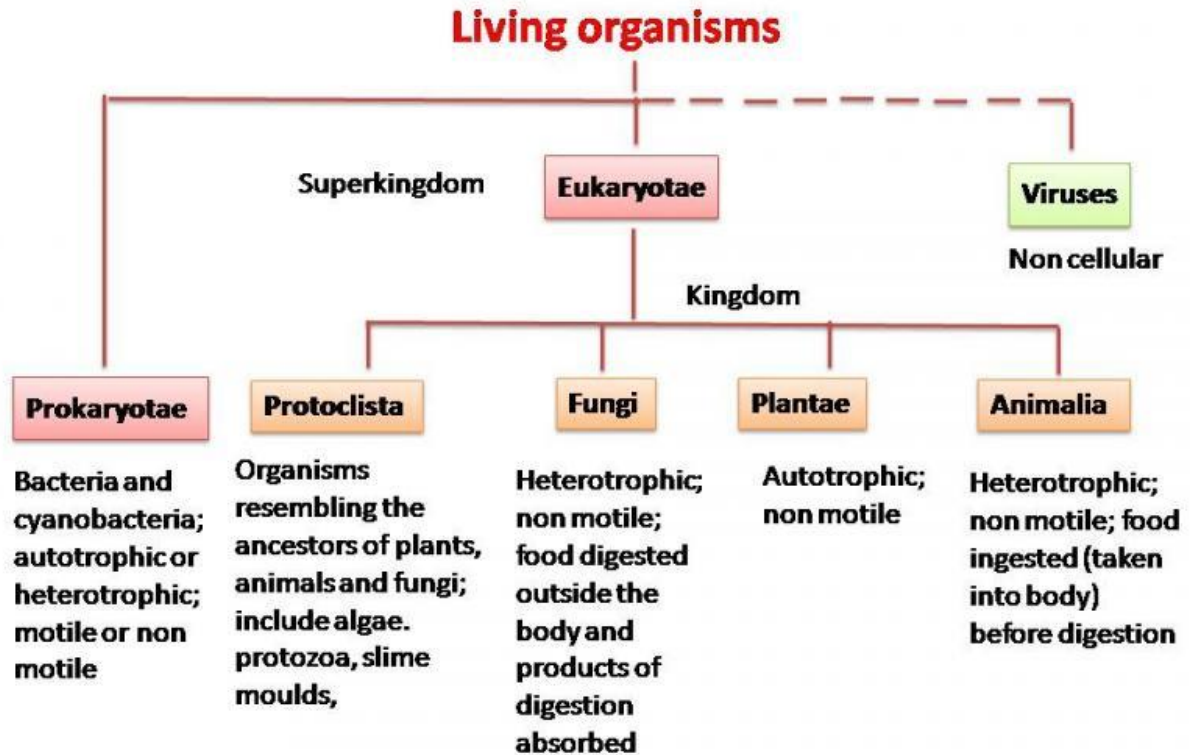 Living organisms
Superkingdom
Eukaryotae
Viruses
Non cellular
Kingdom
Prokaryotae
Protoclista
Fungi
Plantae
Animalia
Bacteria and
cyanobacteria;
autotrophic or
heterotrophic;
motile or non
motile
Organisms
resembling the
ancestors of plants,
animals and fungi;
include algae.
protozoa, slime
moulds,
Heterotrophic;
non motile;
food digested
outside the
body and
products of
digestion
absorbed
Autotrophic;
non motile
Heterotrophic;
non motile; food
ingested (taken
into body)
before digestion